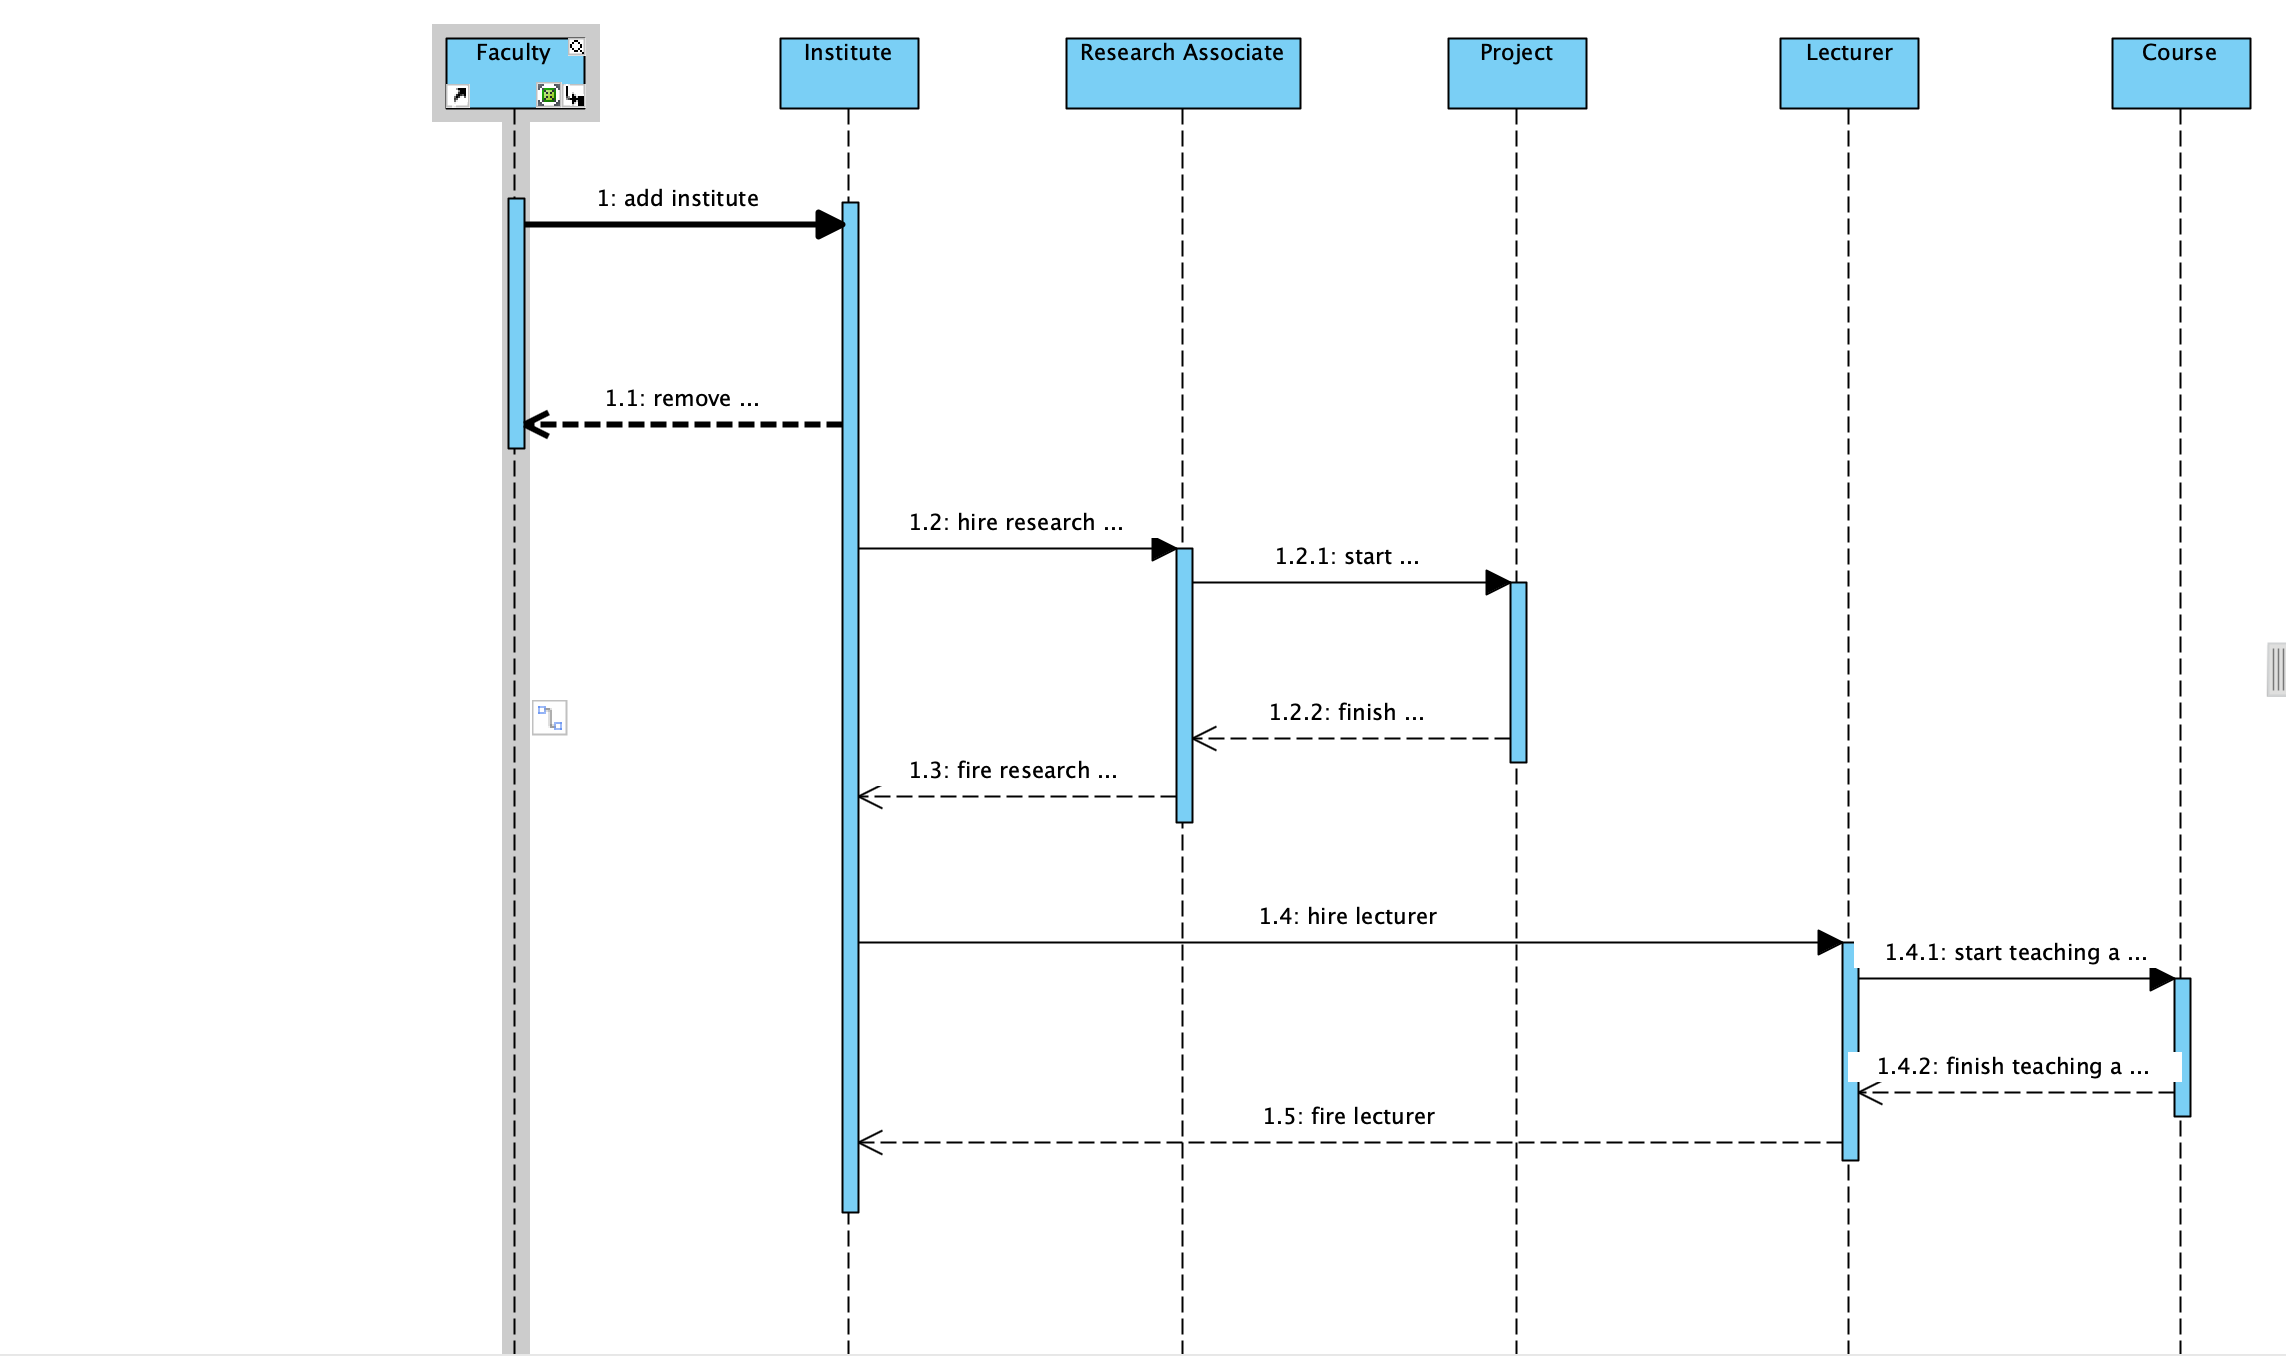 Faculty
Institute
Research Associate
Project
Lecturer
Course
1: add institute
1.1: remove ...
1.2: hire research ...
1.2.1: start ...
1.2.2: finish ...
1.3: fire research ...
1.4: hire lecturer
1.4.1: start teaching a ...
1.4.2: finish teaching a ...
1.5: fire lecturer